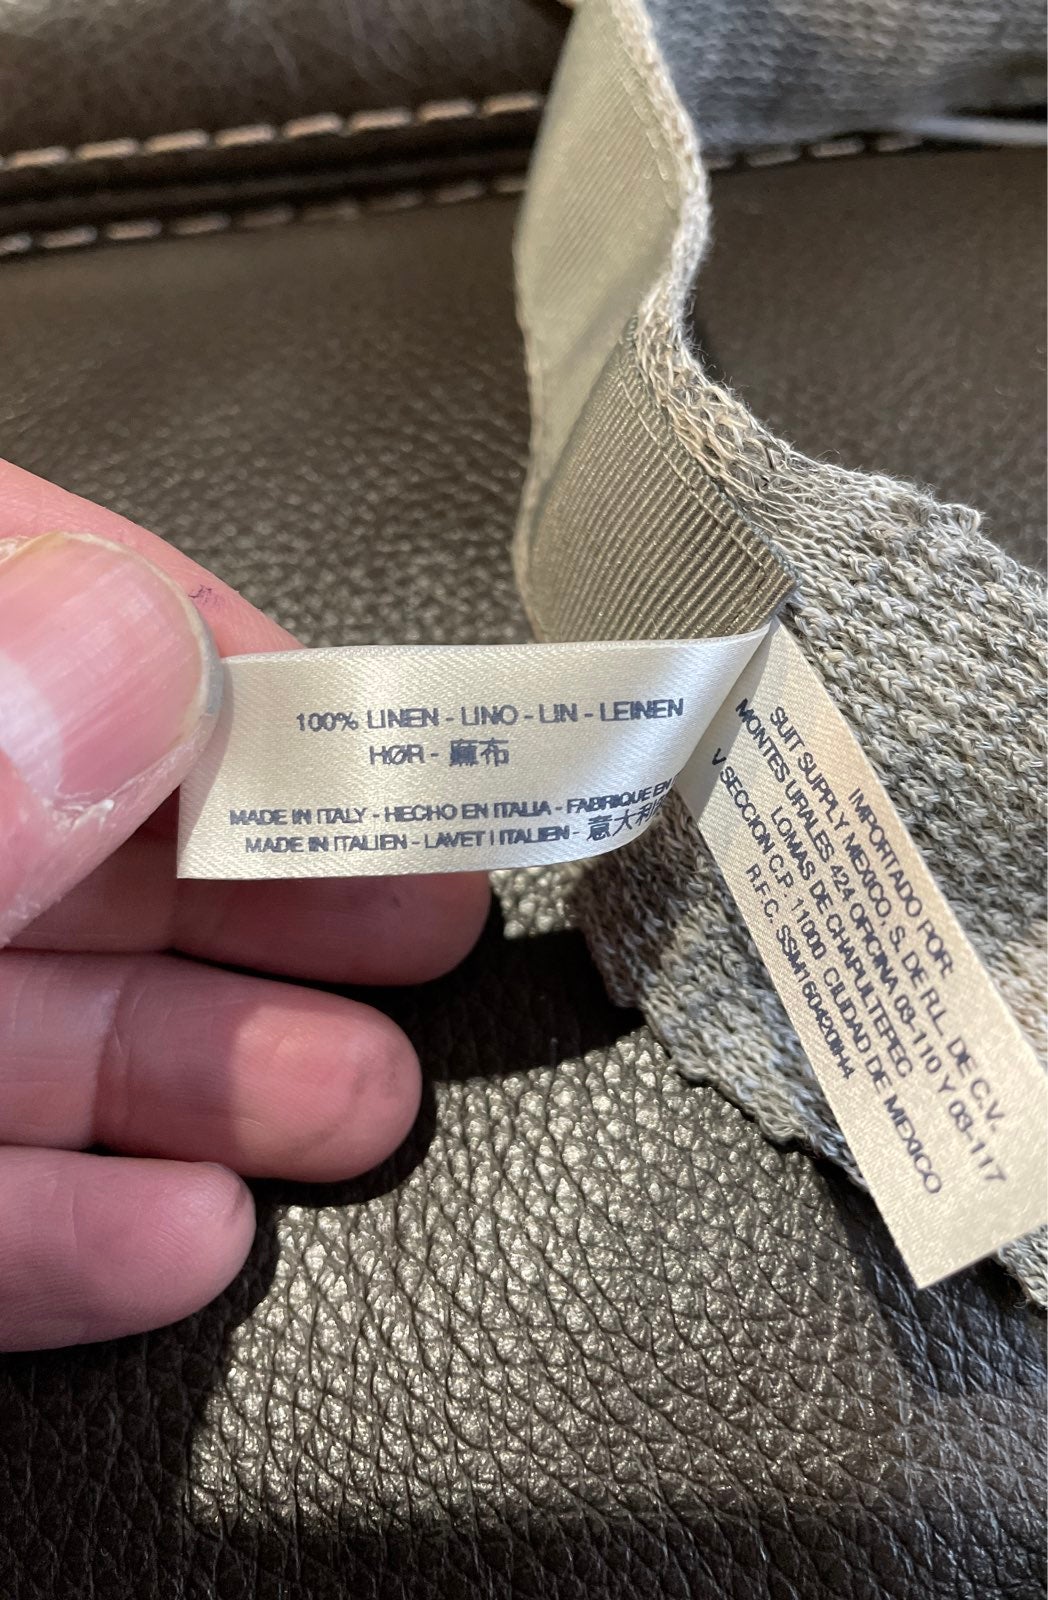 100% LINEN - LINO - LIN - LEINEN
HØR - 麻布
MADE IN ITALY - HECHO EN ITALIA - FABRIQUE EN
MADE IN ITALIEN - LAVET I ITALIEN - 意大利
IMPORTADO POR:
SUIT SUPPLY MEXICO, S. DE R.L. DE C.V.
MONTES URALES 424 OFICINA 03-110 Y 03-117
LOMAS DE CHAPULTEPEC
V SECCION C.P. 11000 CIUDAD DE MEXICO
R.F.C.